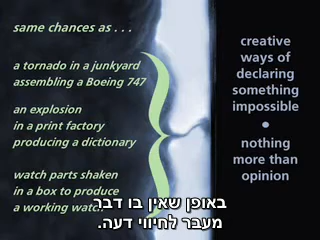 same chances as . . .
a tornado in a junkyard
assembling a Boeing 747
an explosion
in a print factory
producing a dictionary
watch parts shaken
in a box to produce
a working watch
creative
ways of
declaring
something
impossible
•
nothing
more than
opinion
באופן שאין בו דבר
מעבר לחיווי דעה.